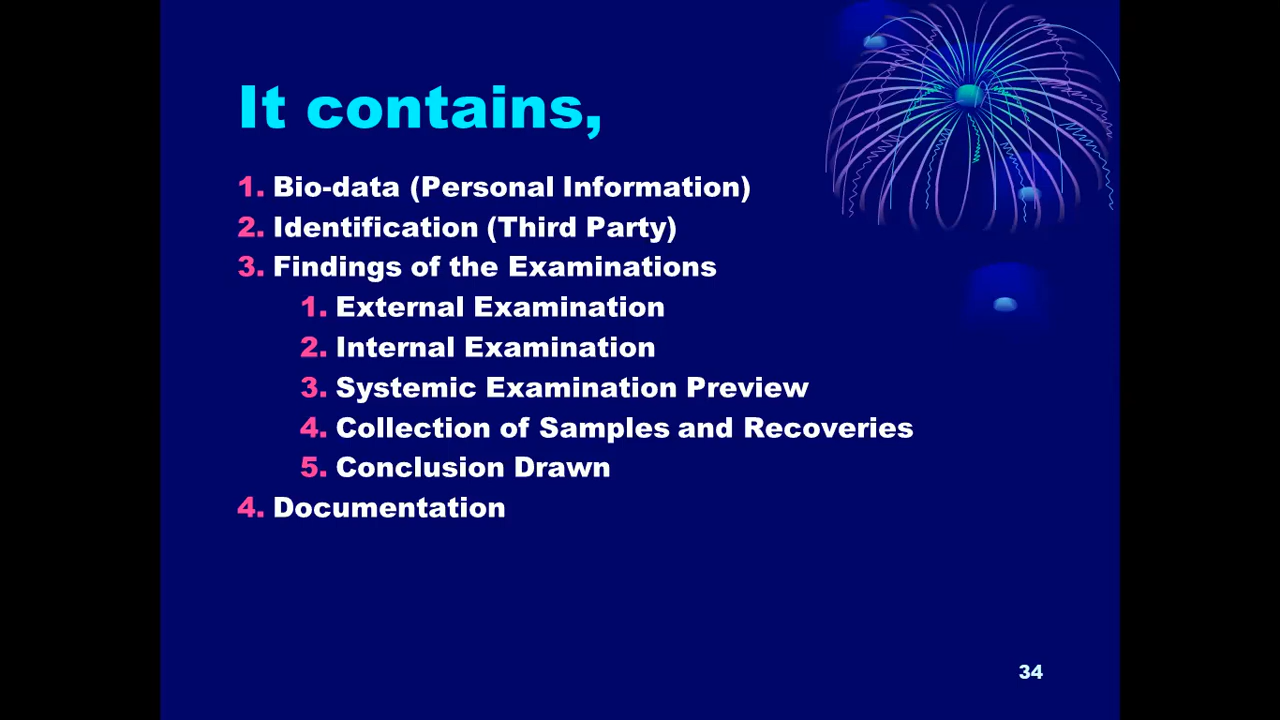 It contains,
1. Bio-data (Personal Information)
2. Identification (Third Party)
3. Findings of the Examinations
1. External Examination
2. Internal Examination
3. Systemic Examination Preview
4. Collection of Samples and Recoveries
5. Conclusion Drawn
4. Documentation
34